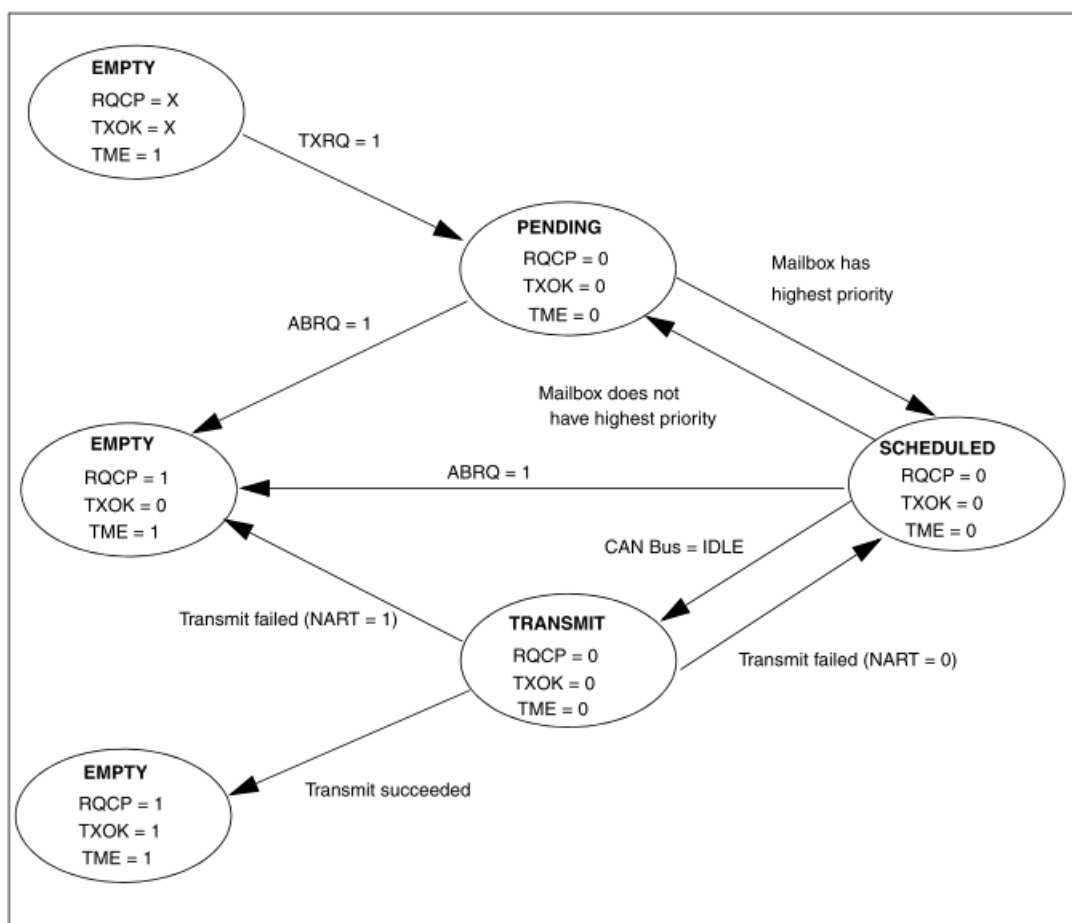 EMPTY
RQCP = X
TXOK = X
TME = 1
TXRQ = 1
PENDING
RQCP = 0
TXOK = 0
TME = 0
Mailbox has
highest priority
ABRQ = 1
Mailbox does not
have highest priority
EMPTY
RQCP = 1
TXOK = 0
TME = 1
ABRQ = 1
SCHEDULED
RQCP = 0
TXOK = 0
TME = 0
CAN Bus = IDLE
Transmit failed (NART = 1)
TRANSMIT
RQCP = 0
TXOK = 0
TME = 0
Transmit failed (NART = 0)
EMPTY
RQCP = 1
TXOK = 1
TME = 1
Transmit succeeded